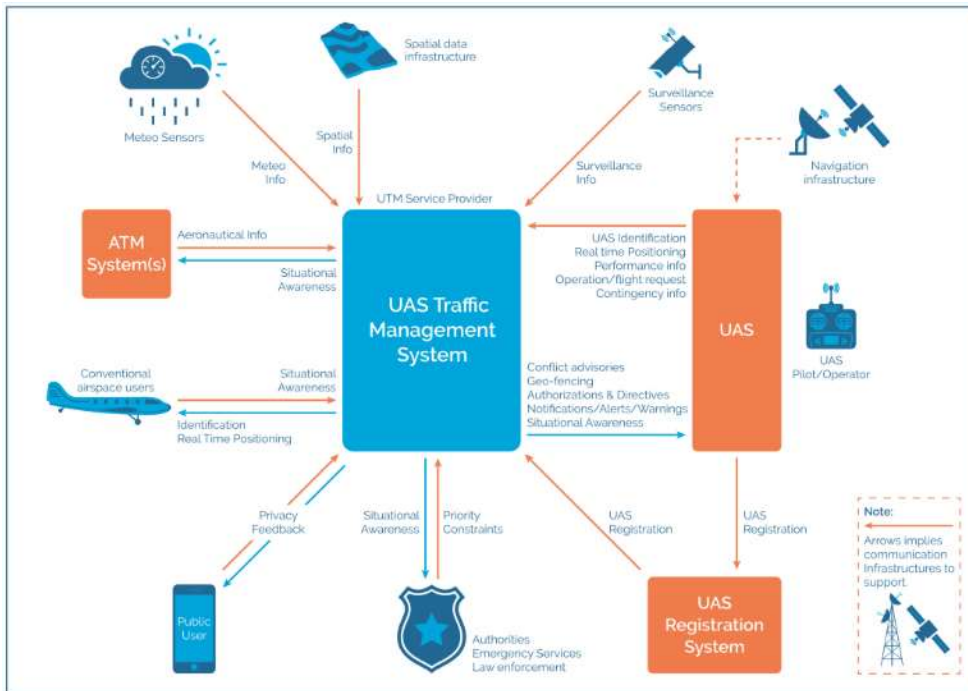 Spatial data
infrastructure
Surveillance
Sensors
Meteo Sensors
Navigation
infrastructure
Spatial
Info
Meteo
Info
Surveillance
Info
UTM Service Provider
ATM
System(s)
Aeronautical Info
Situational
Awareness
UAS Traffic
Management
System
UAS Identification
Real time Positioning
Performance info
Operation/flight request
Contingency info
UAS
UAS
Pilot/Operator
Conventional
airspace users
Situational
Awareness
Identification
Real Time Positioning
Conflict advisories
Geo-fencing
Authorizations & Directives
Notifications/Alerts/Warnings
Situational Awareness
Privacy
Feedback
Situational
Awareness
Priority
Constraints
UAS
Registration
UAS
Registration
Note:
Arrows implies
communication
Infrastructures to
support.
Public
User
Authorities
Emergency Services
Law enforcement
UAS
Registration
System